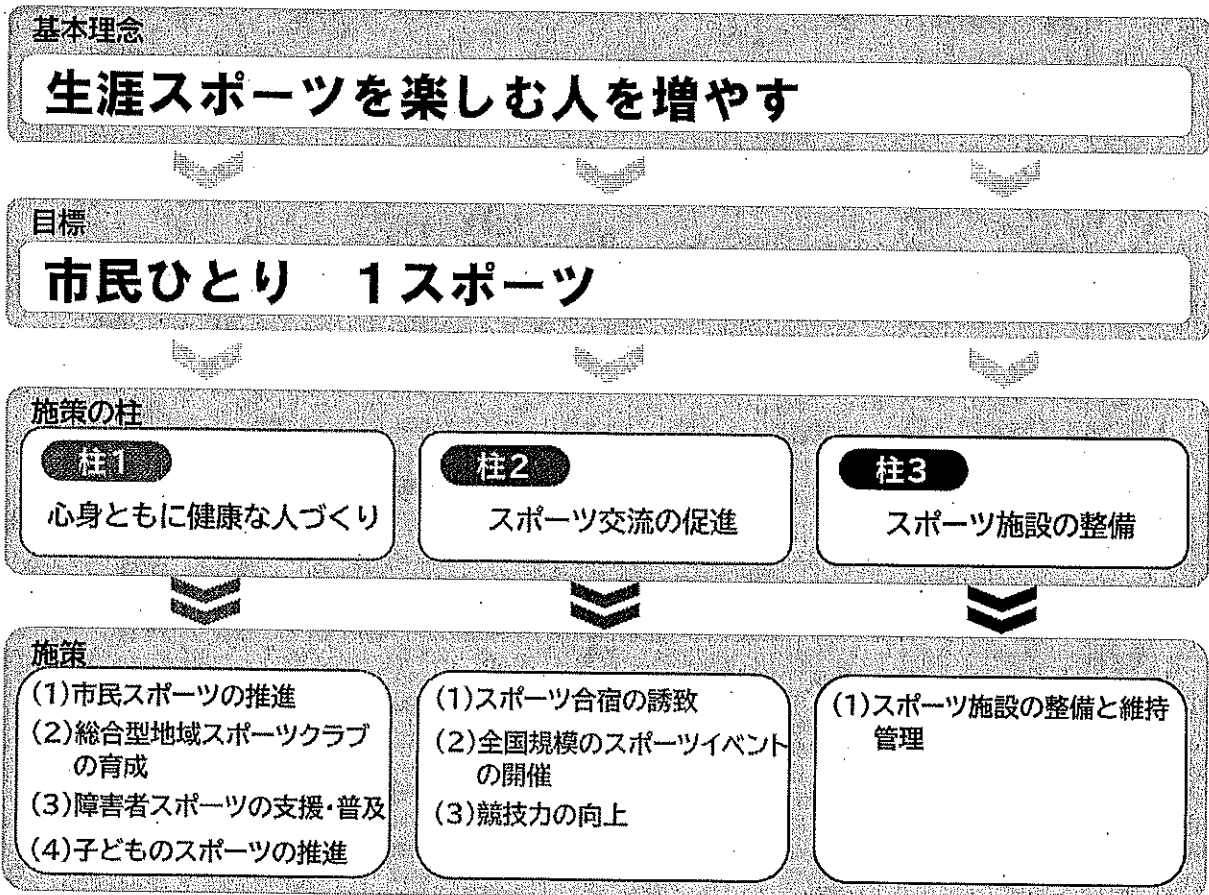 基本理念
生涯スポーツを楽しむ人を増やす
目標
市民ひとり　1スポーツ
施策の柱
柱1
心身ともに健康な人づくり
柱2
スポーツ交流の促進
柱3
スポーツ施設の整備
施策
(1)市民スポーツの推進
(2)総合型地域スポーツクラブ
の育成
(3)障害者スポーツの支援・普及
(4)子どものスポーツの推進
(1)スポーツ合宿の誘致
(2)全国規模のスポーツイベント
の開催
(3)競技力の向上
(1)スポーツ施設の整備と維持
管理